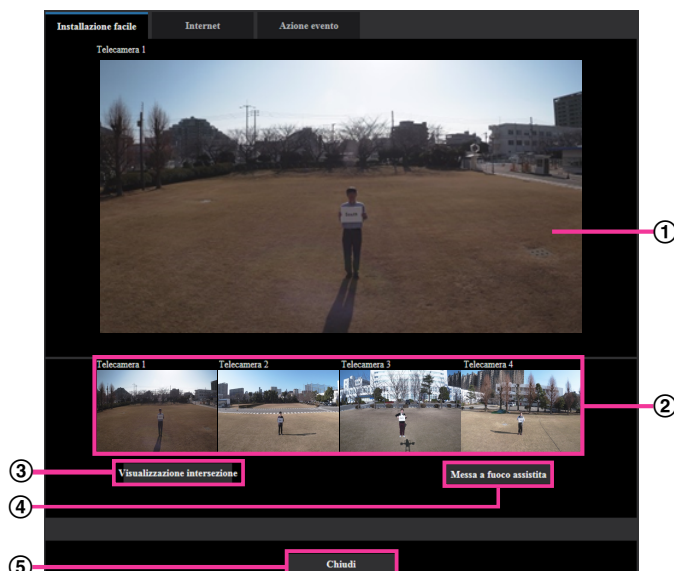 Installazione facile Internet Azione evento
Telecamera 1
①
Telecamera 1 Telecamera 2 Telecamera 3 Telecamera 4
②
③ Visualizzazione intersezione Messa a fuoco assistita
④
⑤ Chiudi